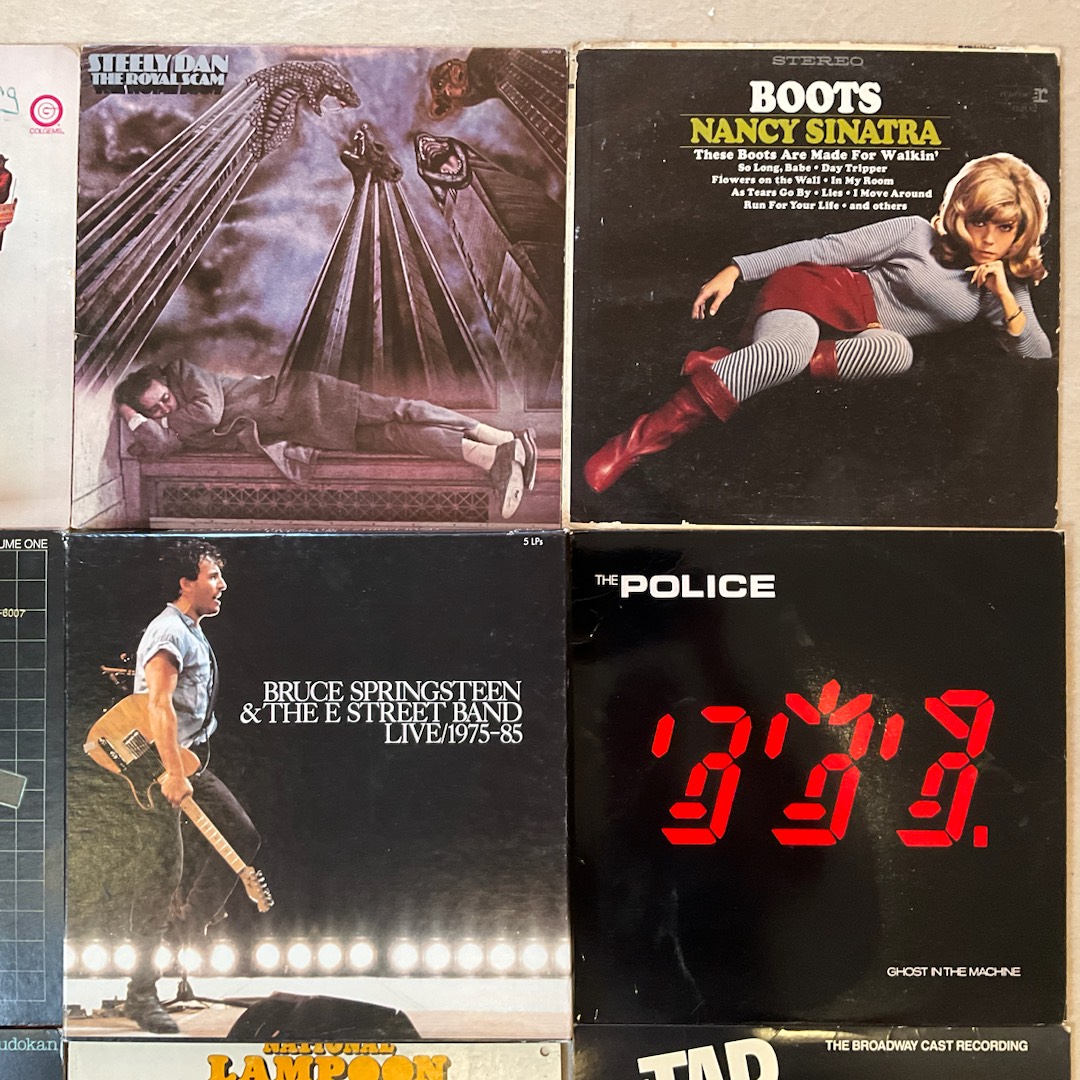 STEELY DAN
THE ROYAL SCAM
COLGEMS
STEREO
BOOTS
NANCY SINATRA
These Boots Are Made For Walkin'
So Long, Babe • Day Tripper
Flowers on the Wall • In My Room
As Tears Go By • Lies • I Move Around
Run For Your Life • and others
UME ONE
-6007
5 LPs
BRUCE SPRINGSTEEN
& THE E STREET BAND
LIVE/1975-85
THE POLICE
GHOST IN THE MACHINE
udokan
NATIONAL
LAMPOON
TAP
THE BROADWAY CAST RECORDING